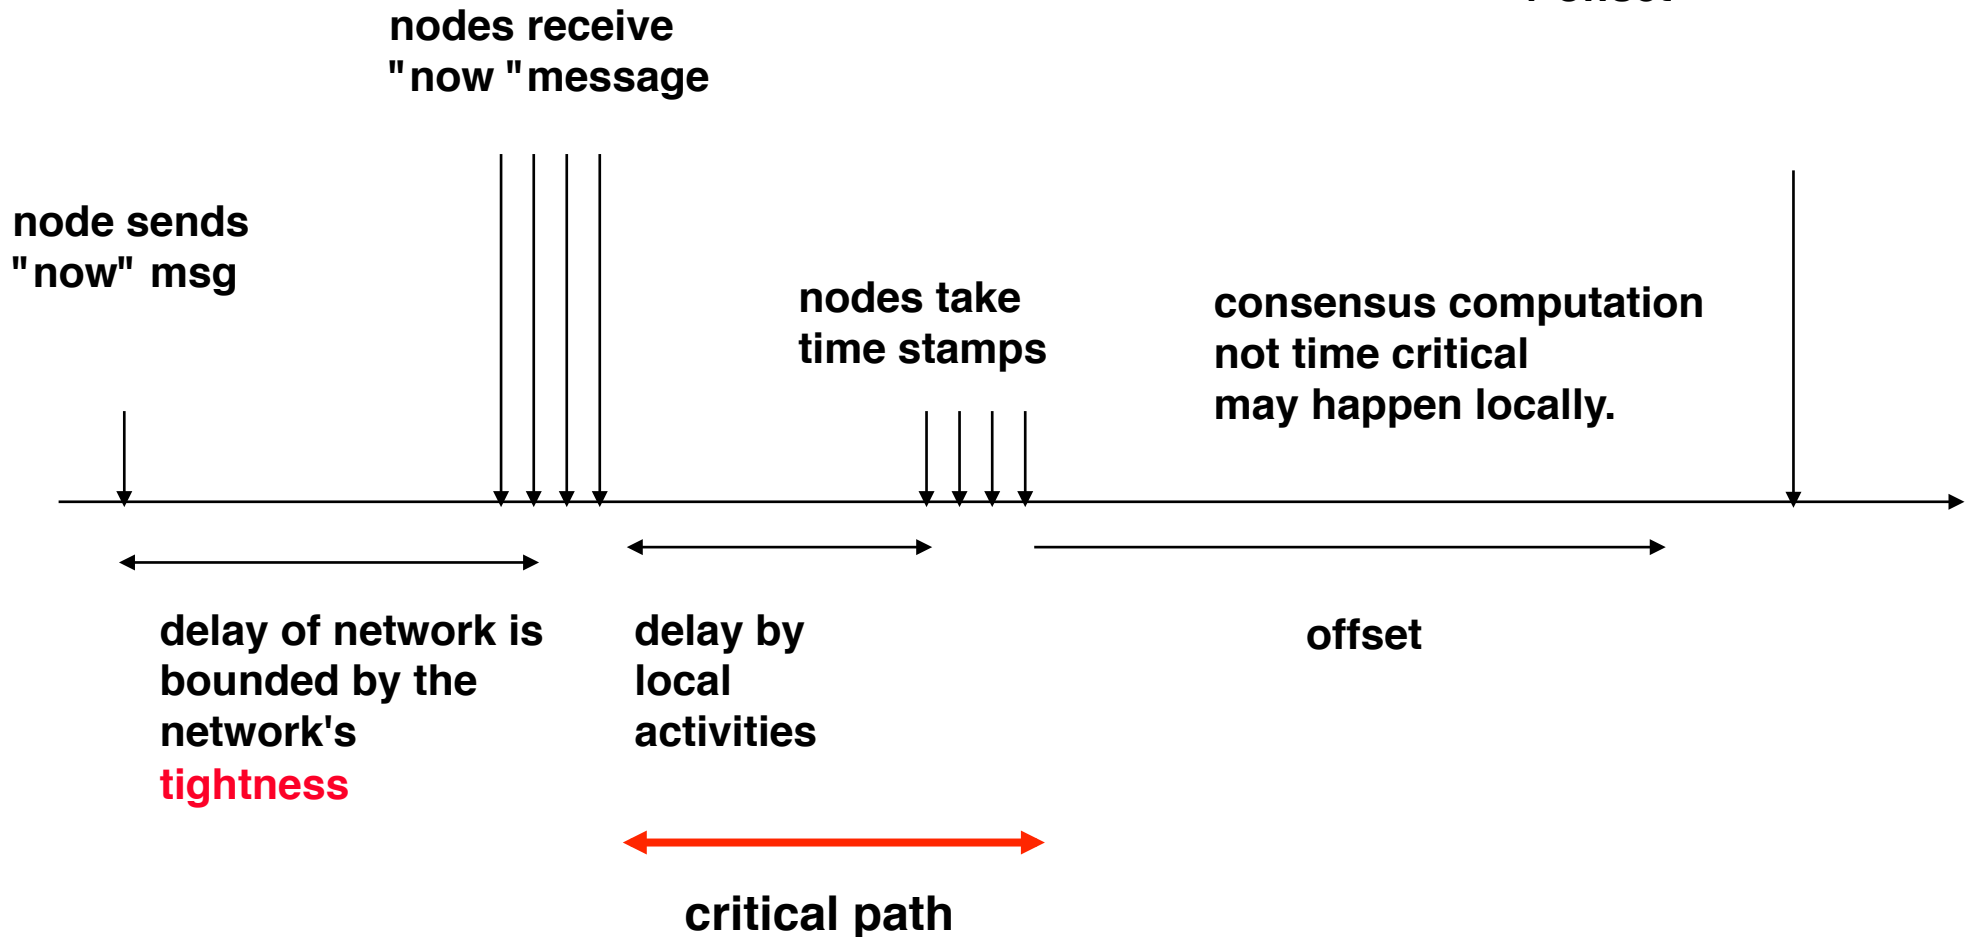 nodes receive
"now "message
node sends
"now" msg
nodes take
time stamps
consensus computation
not time critical
may happen locally.
delay of network is
bounded by the
network's
tightness
delay by
local
activities
offset
critical path